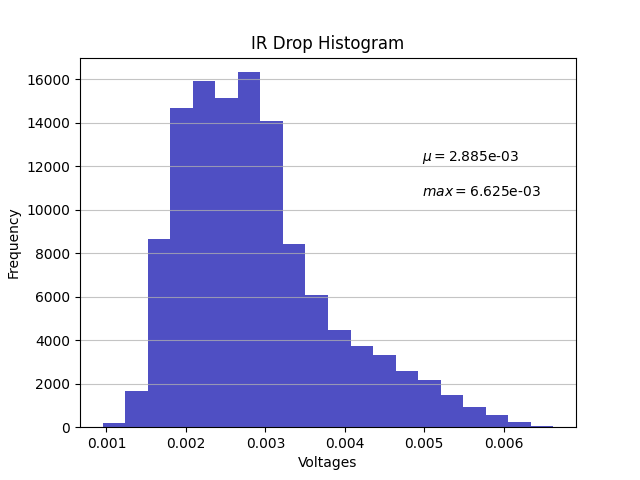 IR Drop Histogram
16000
14000
12000
10000
8000
6000
4000
2000
0
Frequency
μ = 2.885e-03
max = 6.625e-03
0.001 0.002 0.003 0.004 0.005 0.006
Voltages